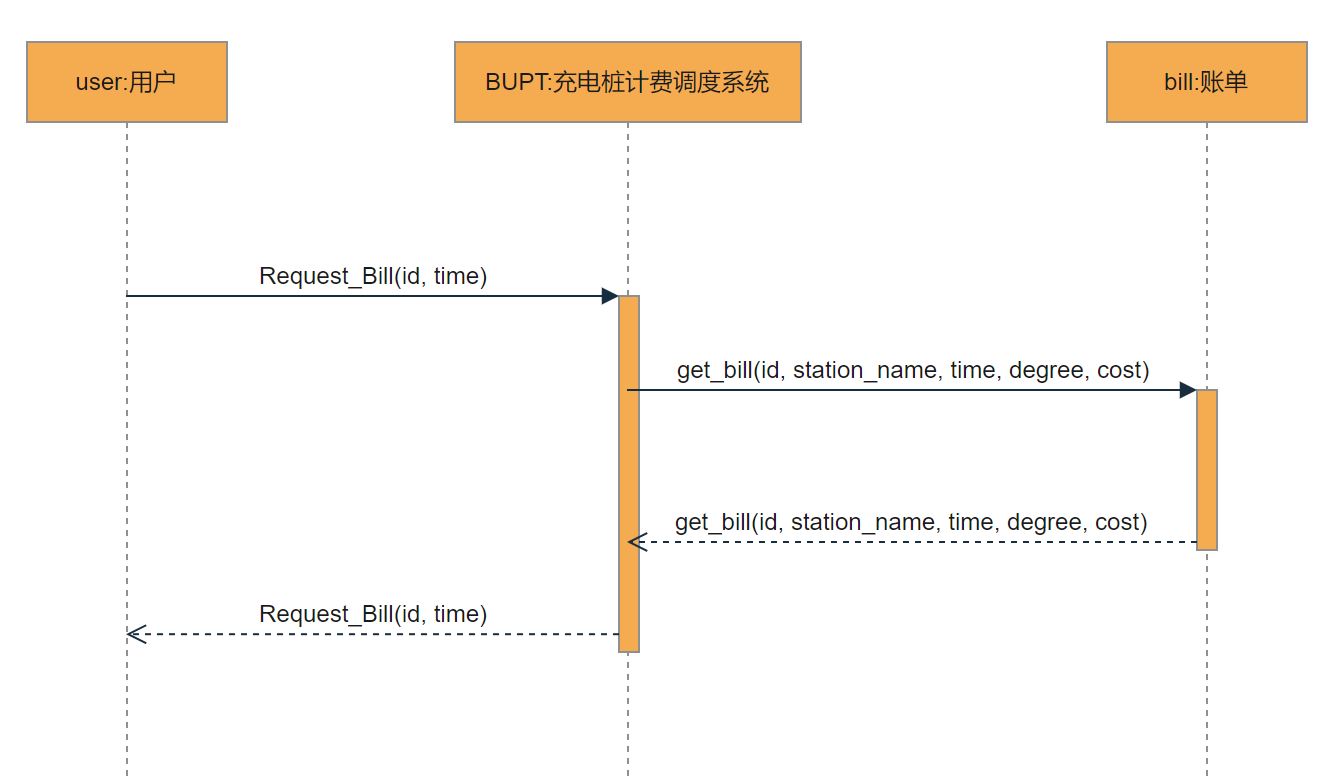 user:用户
BUPT:充电桩计费调度系统
bill:账单
Request_Bill(id, time)
get_bill(id, station_name, time, degree, cost)
get_bill(id, station_name, time, degree, cost)
Request_Bill(id, time)